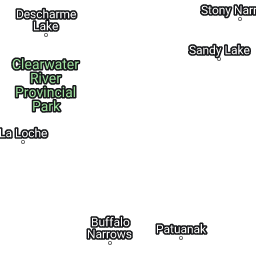 Descharme
Lake
Stony Narr
Sandy Lake
Clearwater
River
Provincial
Park
La Loche
Buffalo
Narrows
Patuanak